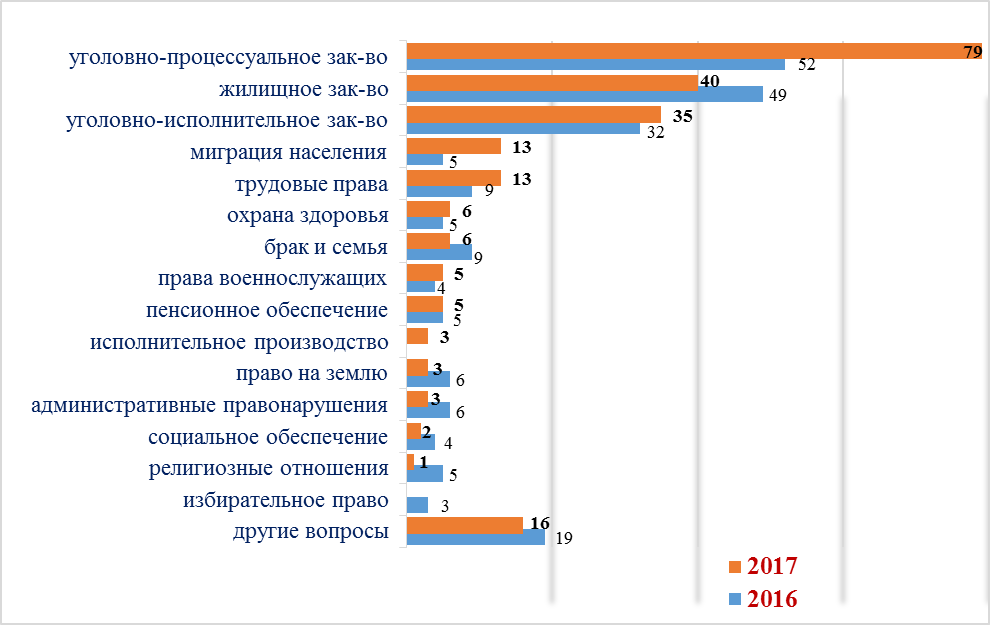 уголовно-процессуальное зак-во 79
52
жилищное зак-во 40
49
уголовно-исполнительное зак-во 35
32
миграция населения 13
5
трудовые права 13
9
охрана здоровья 6
5
брак и семья 6
9
права военнослужащих 5
4
пенсионное обеспечение 5
5
исполнительное производство 3
право на землю 3
6
административные правонарушения 3
6
социальное обеспечение 2
4
религиозные отношения 1
5
избирательное право 3
другие вопросы 16
19
2017
2016